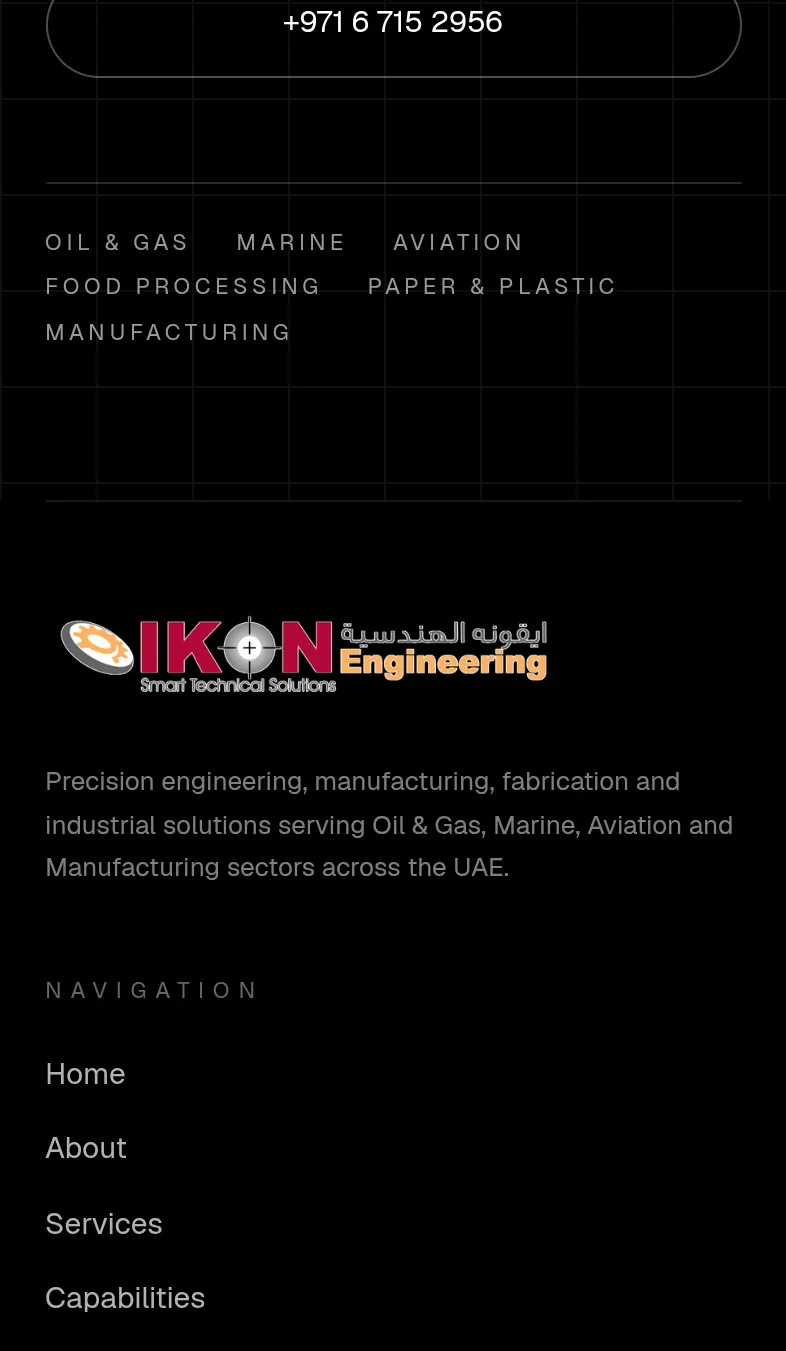 +971 6 715 2956
OIL & GAS MARINE AVIATION
FOOD PROCESSING PAPER & PLASTIC
MANUFACTURING
IKON
ايقونه الهندسية
Engineering
Smart Technical Solutions
Precision engineering, manufacturing, fabrication and
industrial solutions serving Oil & Gas, Marine, Aviation and
Manufacturing sectors across the UAE.
NAVIGATION
Home
About
Services
Capabilities